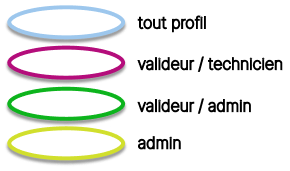 tout profil
valideur / technicien
valideur / admin
admin